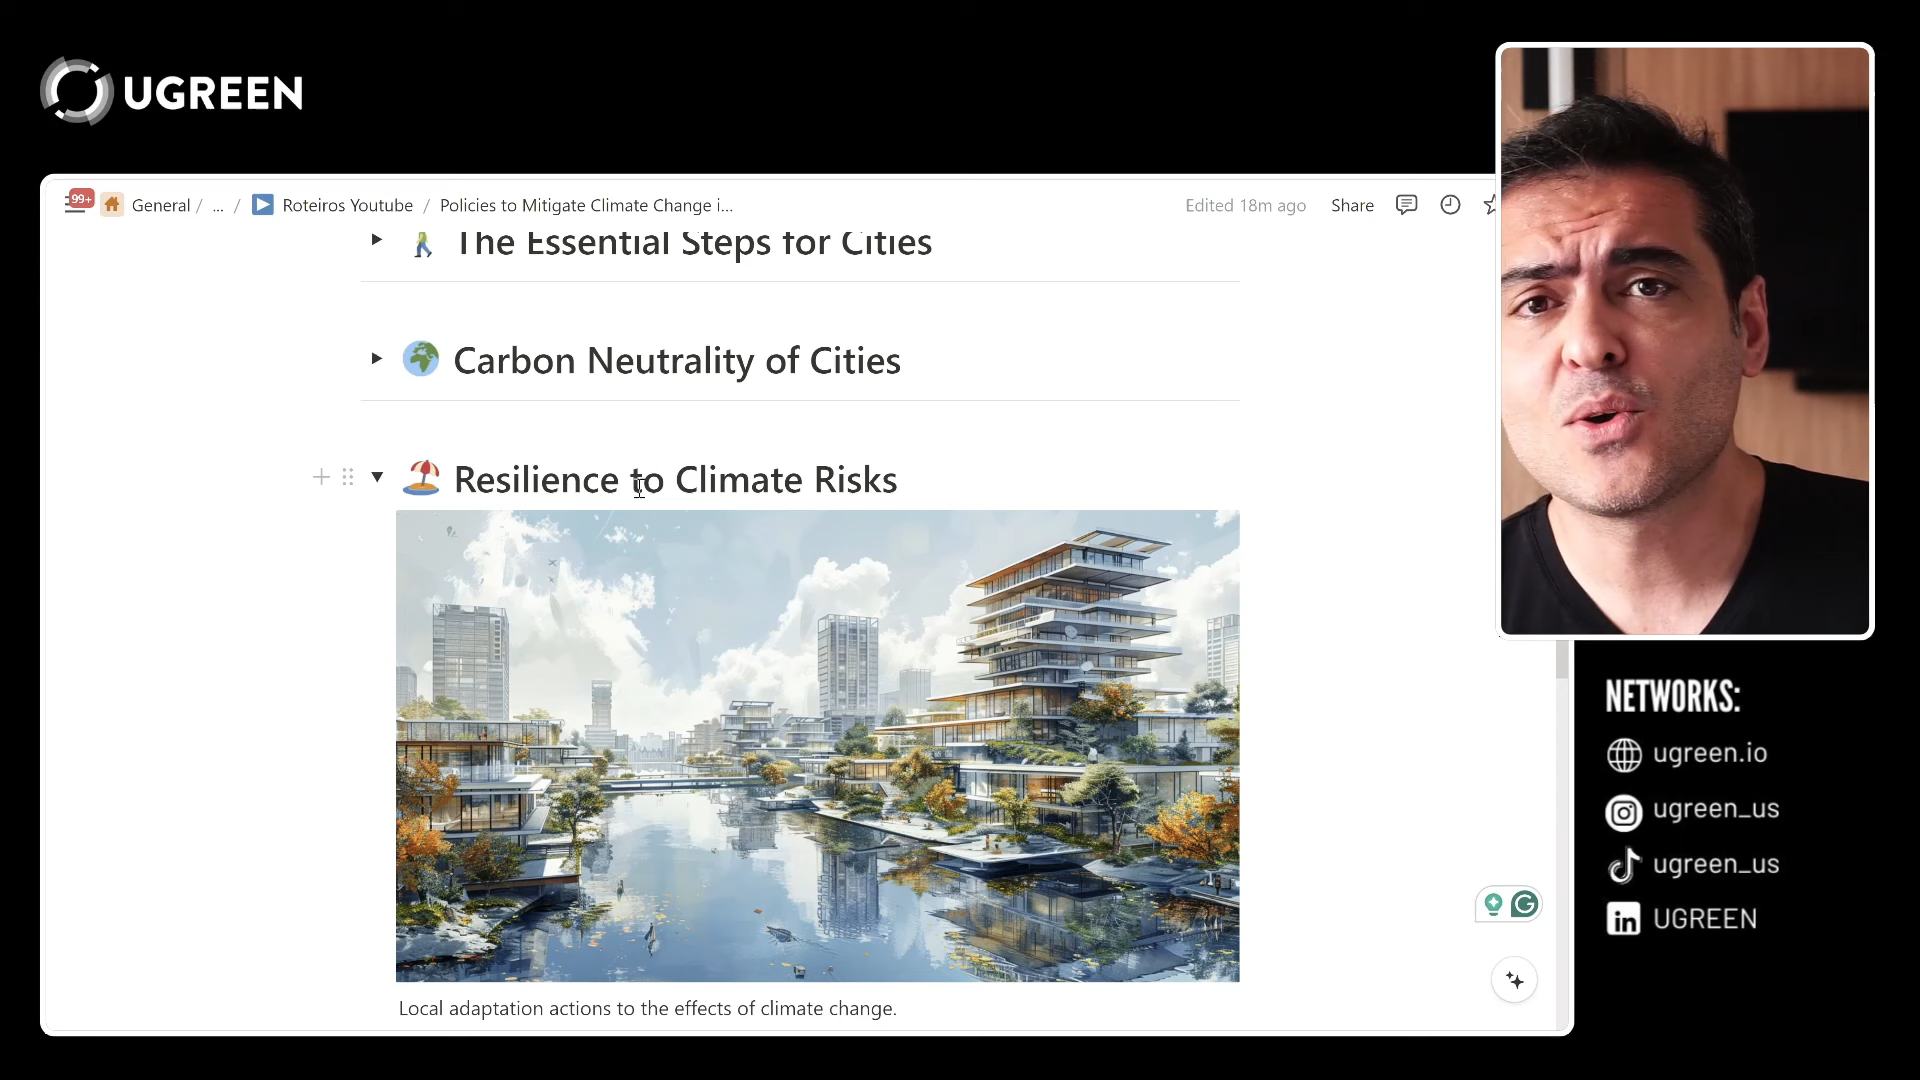 UGREEN
99+
General / ... / Roteiros Youtube / Policies to Mitigate Climate Change i...
Edited 18m ago
Share
The Essential Steps for Cities
Carbon Neutrality of Cities
Resilience to Climate Risks
Local adaptation actions to the effects of climate change.
NETWORKS:
ugreen.io
ugreen_us
ugreen_us
in UGREEN